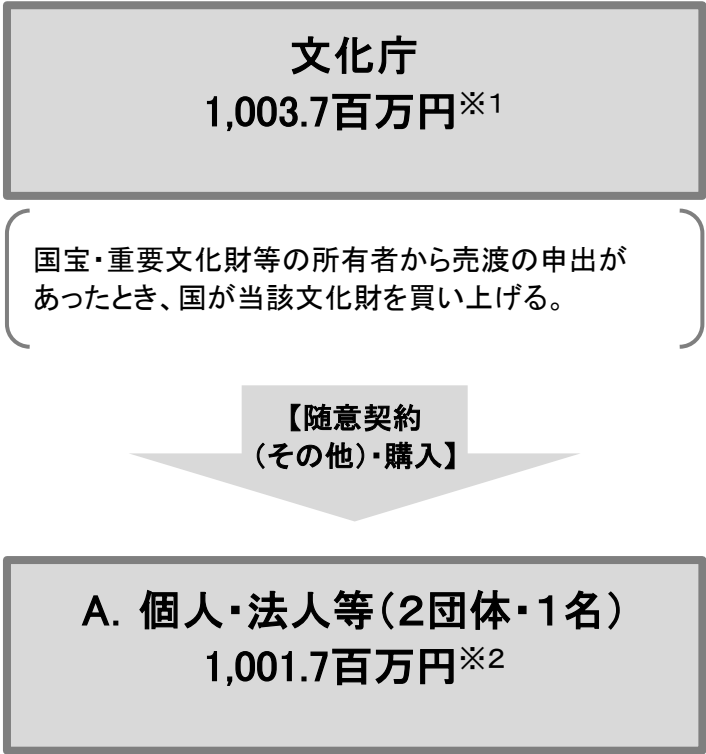 文化庁
1,003.7百万円※1
国宝・重要文化財等の所有者から売渡の申出が
あったとき、国が当該文化財を買い上げる。
【随意契約
（その他）・購入】
A．個人・法人等（２団体・１名）
1,001.7百万円※2